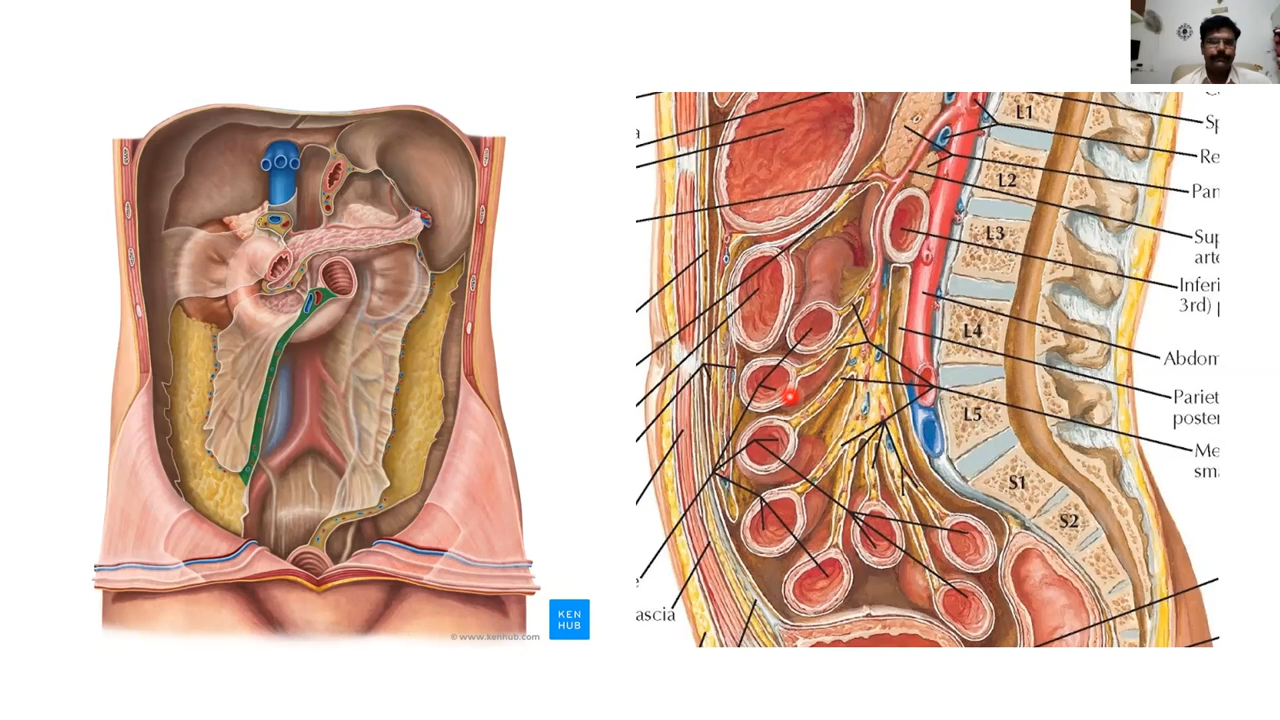 L1
L2
L3
L4
L5
S1
S2
Sp
Re
Pan
Sup
arte
Inferi
3rd) p
Abdom
Pariet
poster
Me
sma
ascia
KEN
HUB
© www.kenhub.com